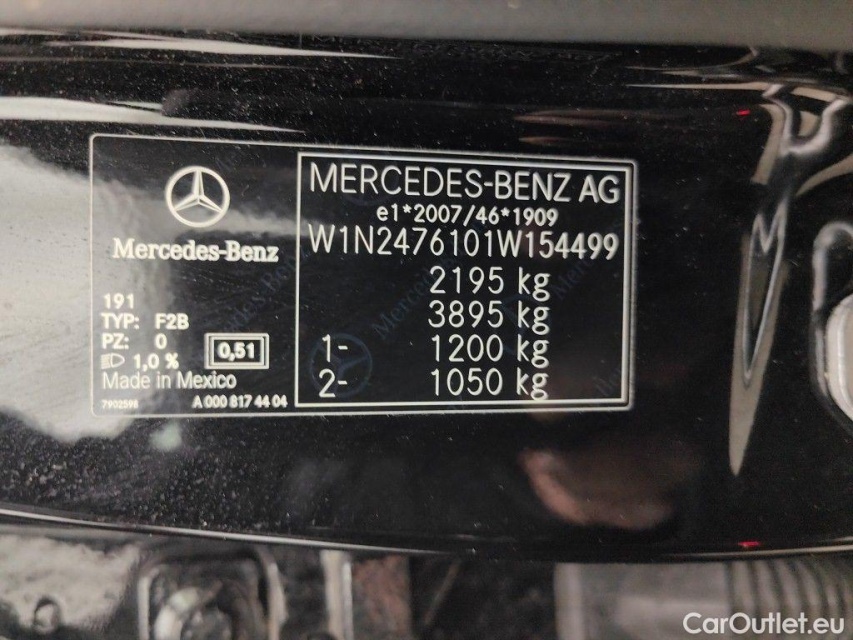 Mercedes-Benz
191
TYP: F2B
PZ: 0
1,0 %
0,51
Made in Mexico
7902598
A 000 817 44 04
MERCEDES-BENZ AG
e1*2007/46*1909
W1N2476101W154499
2195 kg
3895 kg
1- 1200 kg
2- 1050 kg
CarOutlet.eu